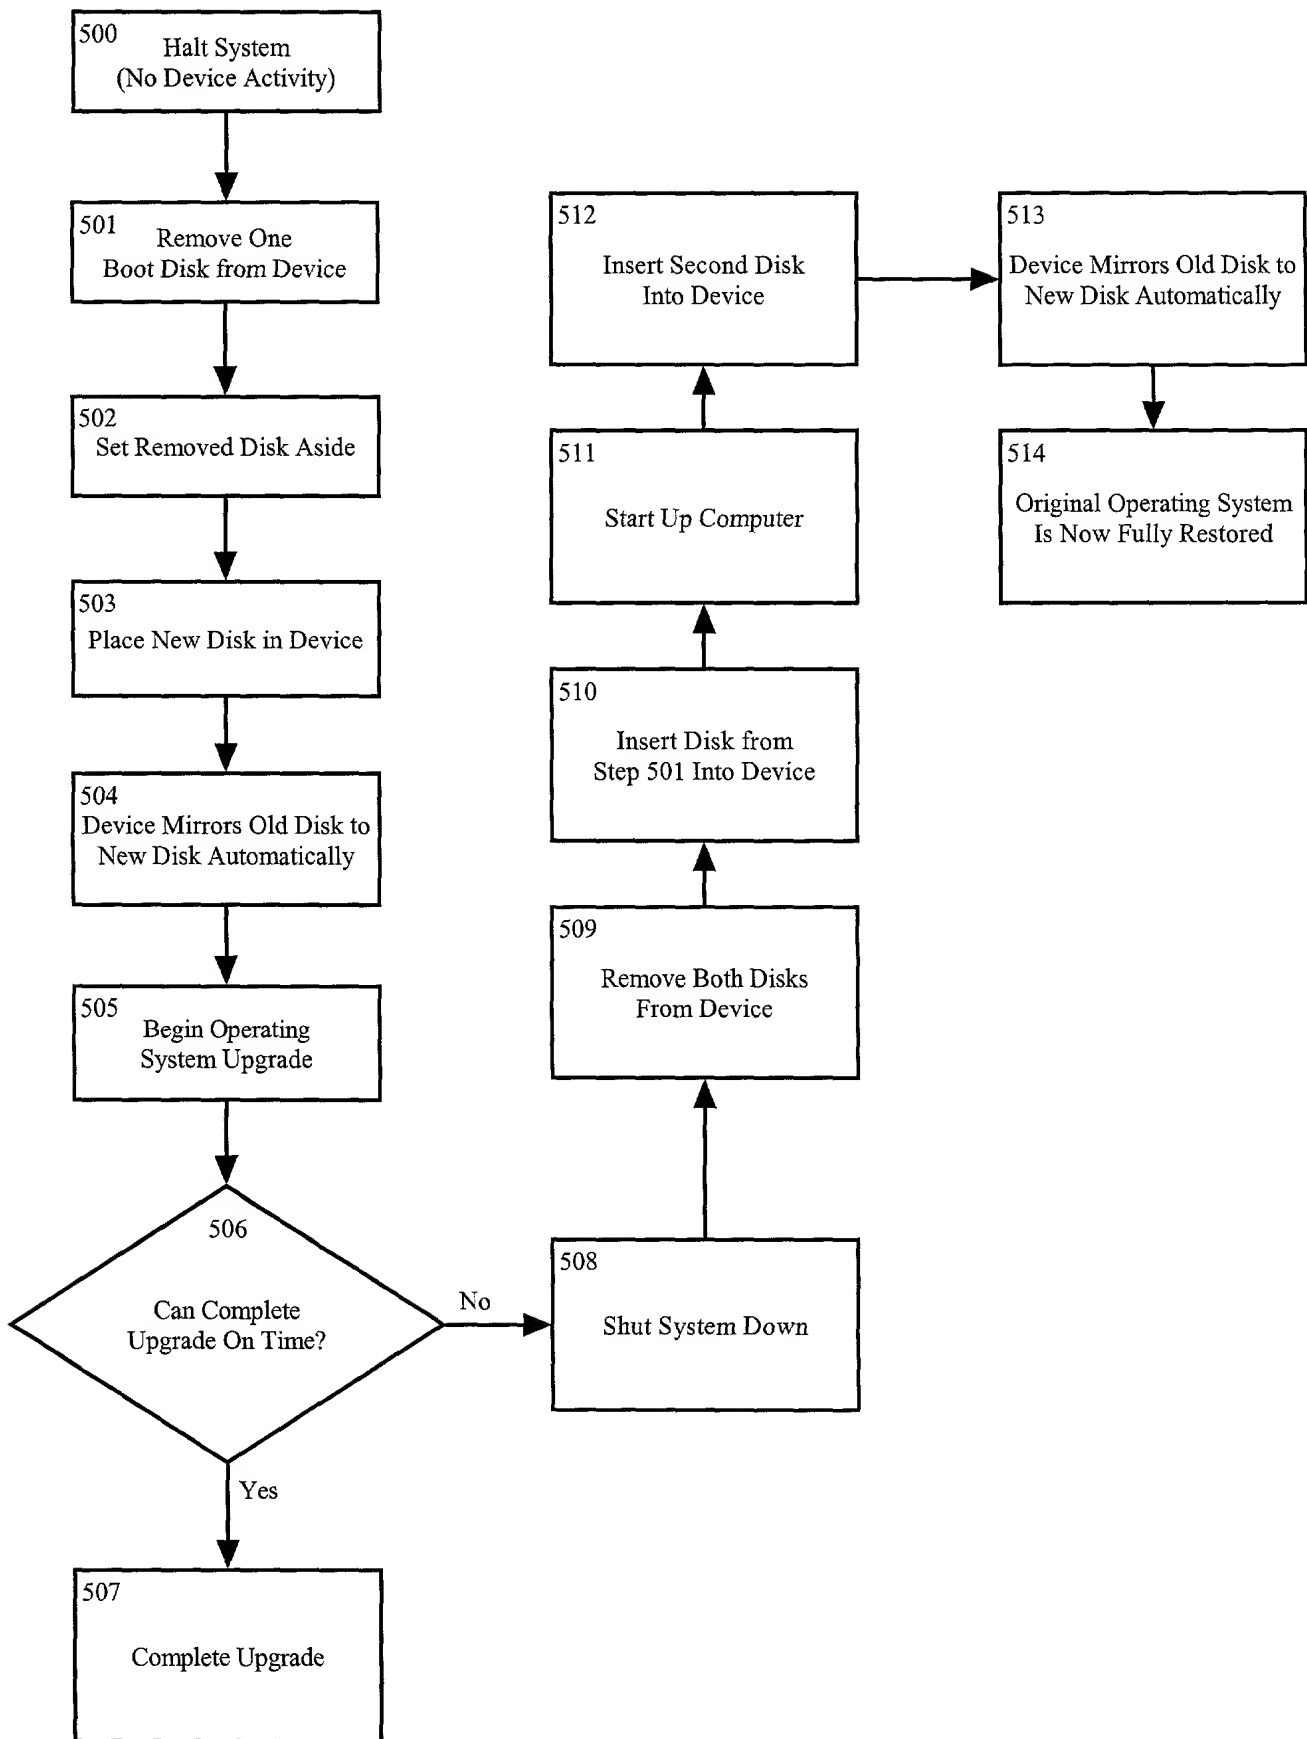 500
Halt System
(No Device Activity)
501
Remove One
Boot Disk from Device
502
Set Removed Disk Aside
503
Place New Disk in Device
504
Device Mirrors Old Disk to
New Disk Automatically
505
Begin Operating
System Upgrade
506
Can Complete
Upgrade On Time?
Yes
507
Complete Upgrade
No
508
Shut System Down
509
Remove Both Disks
From Device
510
Insert Disk from
Step 501 Into Device
511
Start Up Computer
512
Insert Second Disk
Into Device
513
Device Mirrors Old Disk to
New Disk Automatically
514
Original Operating System
Is Now Fully Restored